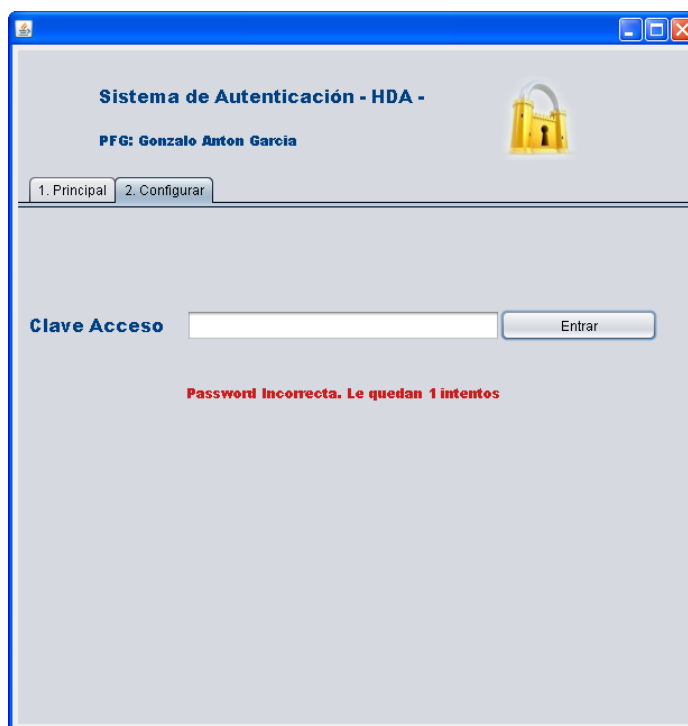 Sistema de Autenticación - HDA -
PFG: Gonzalo Anton Garcia
1. Principal 2. Configurar
Clave Acceso Entrar
Password Incorrecta. Le quedan 1 intentos